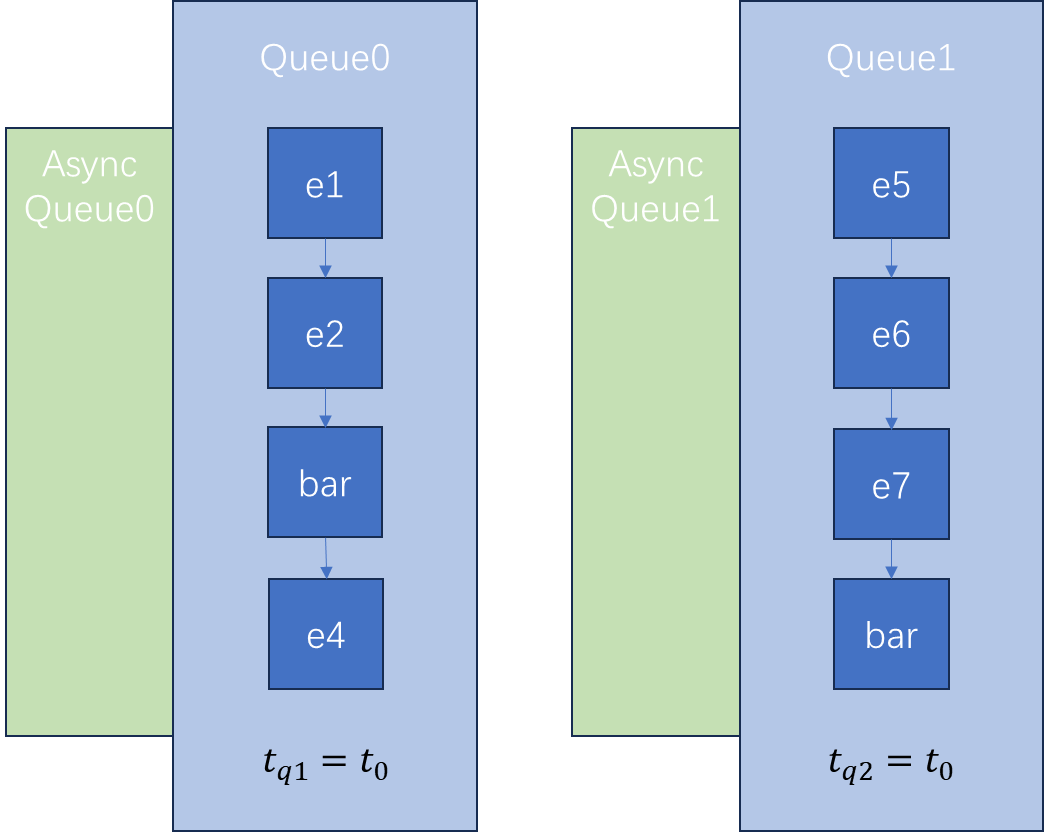 Queue0
Async
Queue0
e1
e2
bar
e4
t_{q1} = t_0
Queue1
Async
Queue1
e5
e6
e7
bar
t_{q2} = t_0